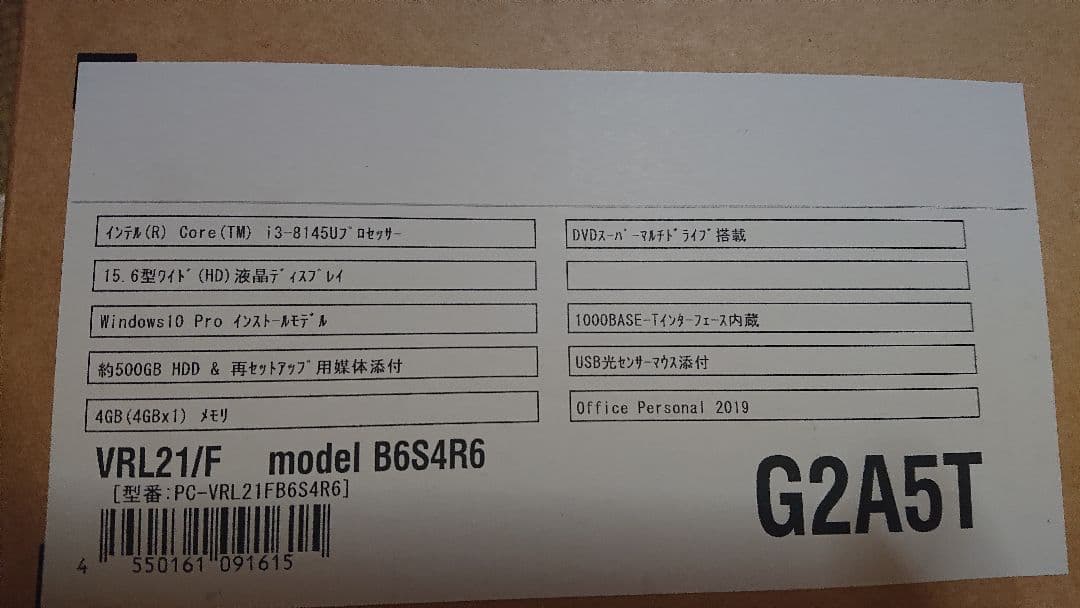 インテル(R) Core(TM) i3-8145Uプロセッサー
15.6型ワイド(HD)液晶ディスプレイ
Windows10 Pro インストールモデル
約500GB HDD & 再セットアップ用媒体添付
4GB(4GBx1) メモリ
DVDスーパーマルチドライブ搭載
1000BASE-Tインターフェース内蔵
USB光センサーマウス添付
Office Personal 2019
VRL21/F model B6S4R6
[型番:PC-VRL21FB6S4R6]
4 550161 091615
G2A5T